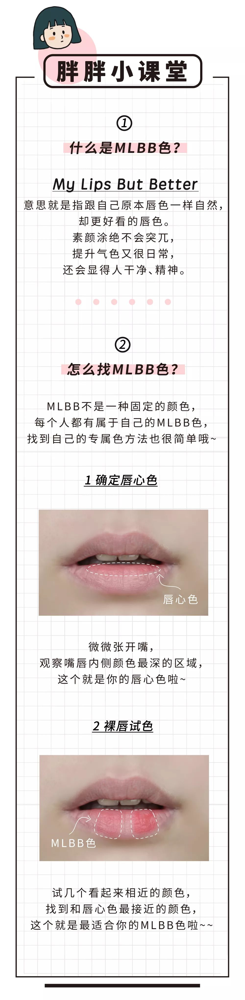 胖胖小课堂
①
什么是MLBB色？
My Lips But Better
意思就是指跟自己原本唇色一样自然，
却更好看的唇色。
素颜涂绝不会突兀，
提升气色又很日常，
还会显得人干净、精神。
②
怎么找MLBB色？
MLBB不是一种固定的颜色，
每个人都有属于自己的MLBB色，
找到自己的专属色方法也很简单哦~
1 确定唇心色
唇心色
微微张开嘴，
观察嘴唇内侧颜色最深的区域，
这个就是你的唇心色啦~
2 裸唇试色
MLBB色
试几个看起来相近的颜色，
找到和唇心色最接近的颜色，
这个就是最适合你的MLBB色啦~~